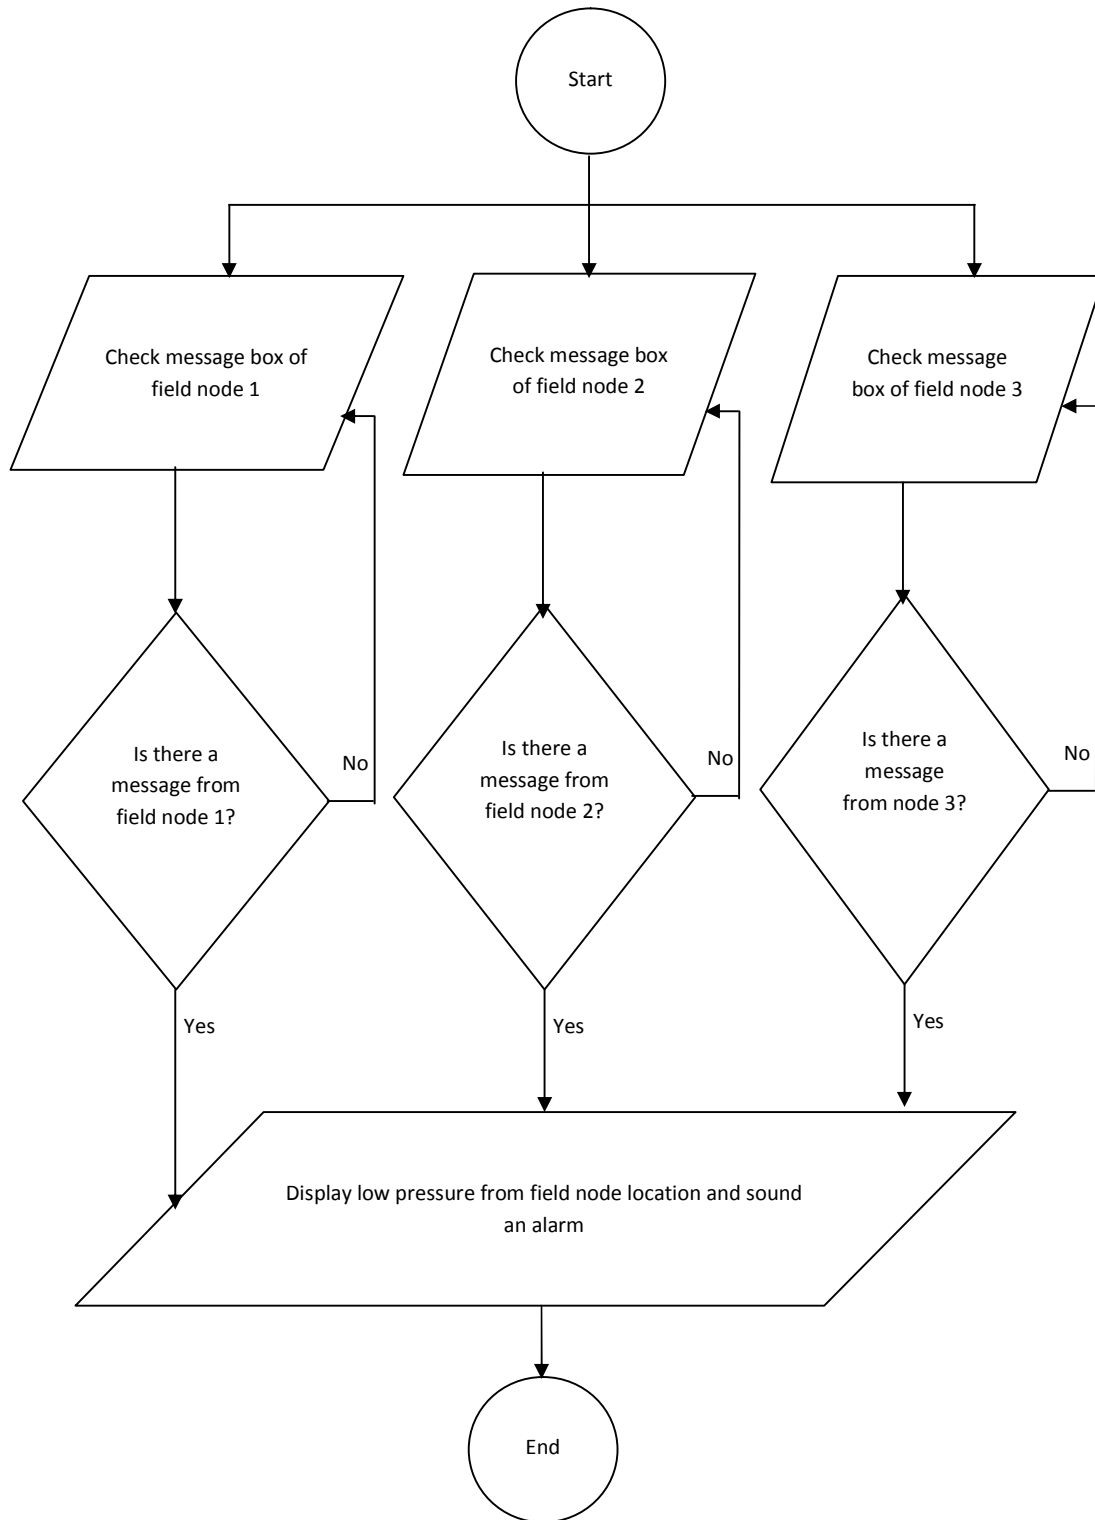 Start
Check message box of
field node 1
Check message box
of field node 2
Check message
box of field node 3
Is there a
message from
field node 1?
No
Is there a
message from
field node 2?
No
Is there a
message
from node 3?
No
Yes
Yes
Yes
Display low pressure from field node location and sound
an alarm
End